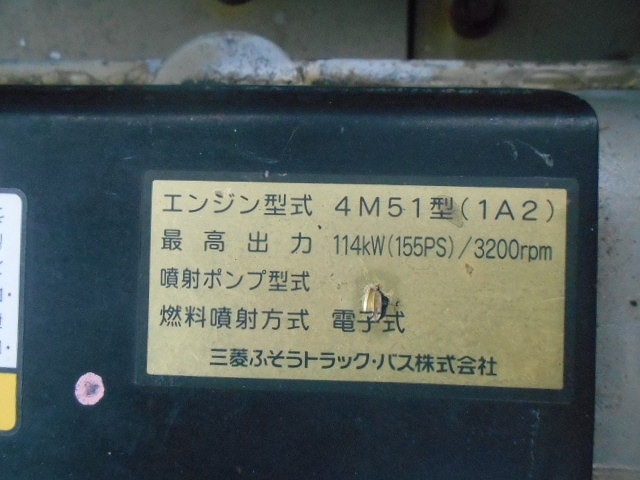 エンジン型式 4M51型(1A2)
最高出力 114kW(155PS)/3200rpm
噴射ポンプ型式
燃料噴射方式 電子式
三菱ふそうトラック・バス株式会社